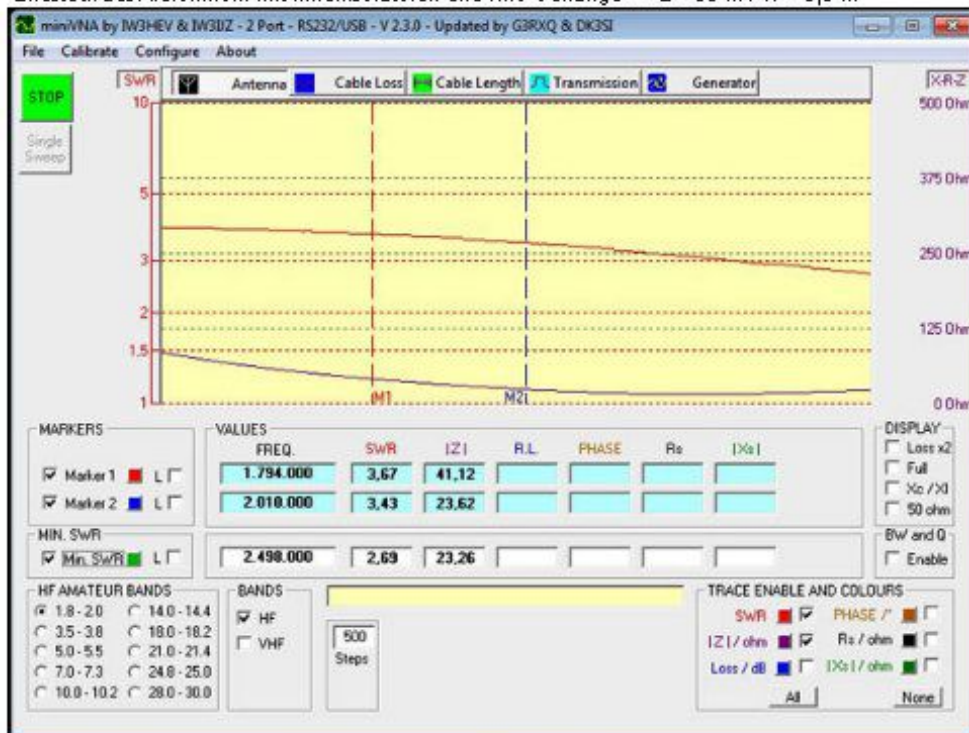 miniVNA by IW3HEV & IW3IJZ - 2 Port - RS232/USB - V 2.3.0 - Updated by G3RXQ & DK3SI
File Calibrate Configure About
STOP
Single Sweep
SWR
Antenna Cable Loss Cable Length Transmission Generator
X-R-Z
10
5
3
2
1.5
1
500 Ohm
375 Ohm
250 Ohm
125 Ohm
0 Ohm
M1 M2
MARKERS
Marker 1 L
Marker 2 L
VALUES
FREQ. SWR |Z| R.L. PHASE Rs |Xs|
1.794.000 3,67 41,12
2.010.000 3,43 23,62
DISPLAY
Loss x2
Full
Xc / Xl
50 ohm
MIN. SWR
Min. SWR L
2.498.000 2,69 23,26
BW and Q
Enable
HF AMATEUR BANDS
1.8 - 2.0 14.0 - 14.4
3.5 - 3.8 18.0 - 18.2
5.0 - 5.5 21.0 - 21.4
7.0 - 7.3 24.8 - 25.0
10.0 - 10.2 28.0 - 30.0
BANDS
HF
VHF
500
Steps
TRACE ENABLE AND COLOURS
SWR PHASE /°
|Z| / ohm Rs / ohm
Loss / dB |Xs| / ohm
All None